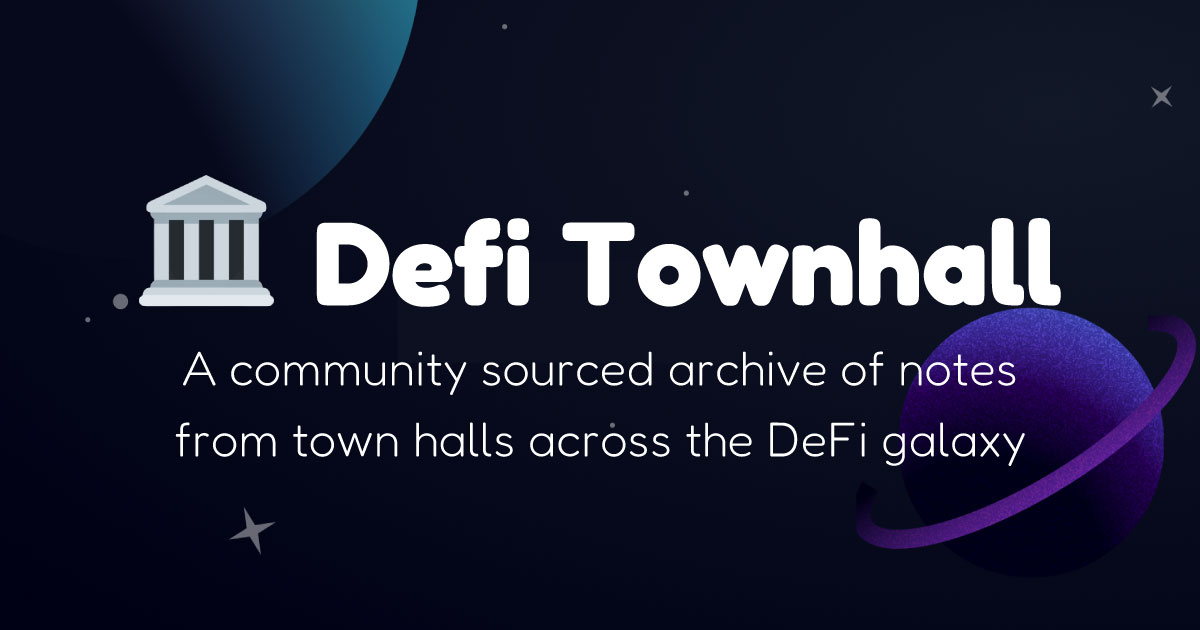 Defi Townhall
A community sourced archive of notes
from town halls across the DeFi galaxy